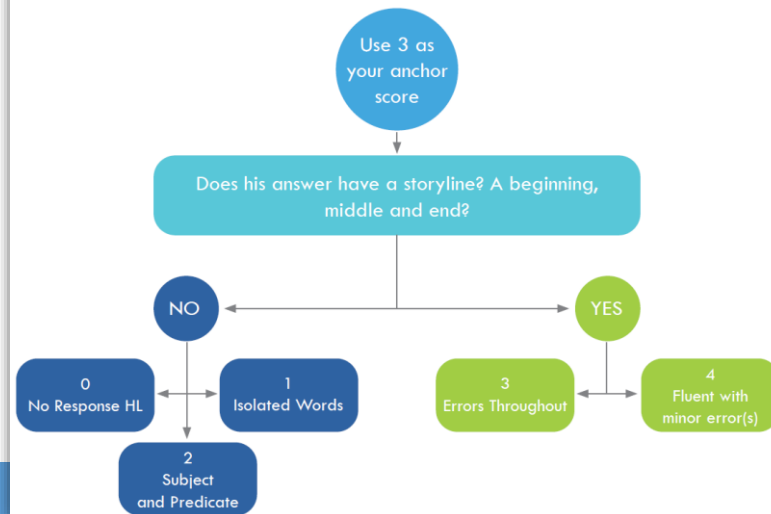 Use 3 as
your anchor
score
Does his answer have a storyline? A beginning,
middle and end?
NO
YES
0
No Response HL
1
Isolated Words
2
Subject
and Predicate
3
Errors Throughout
4
Fluent with
minor error(s)